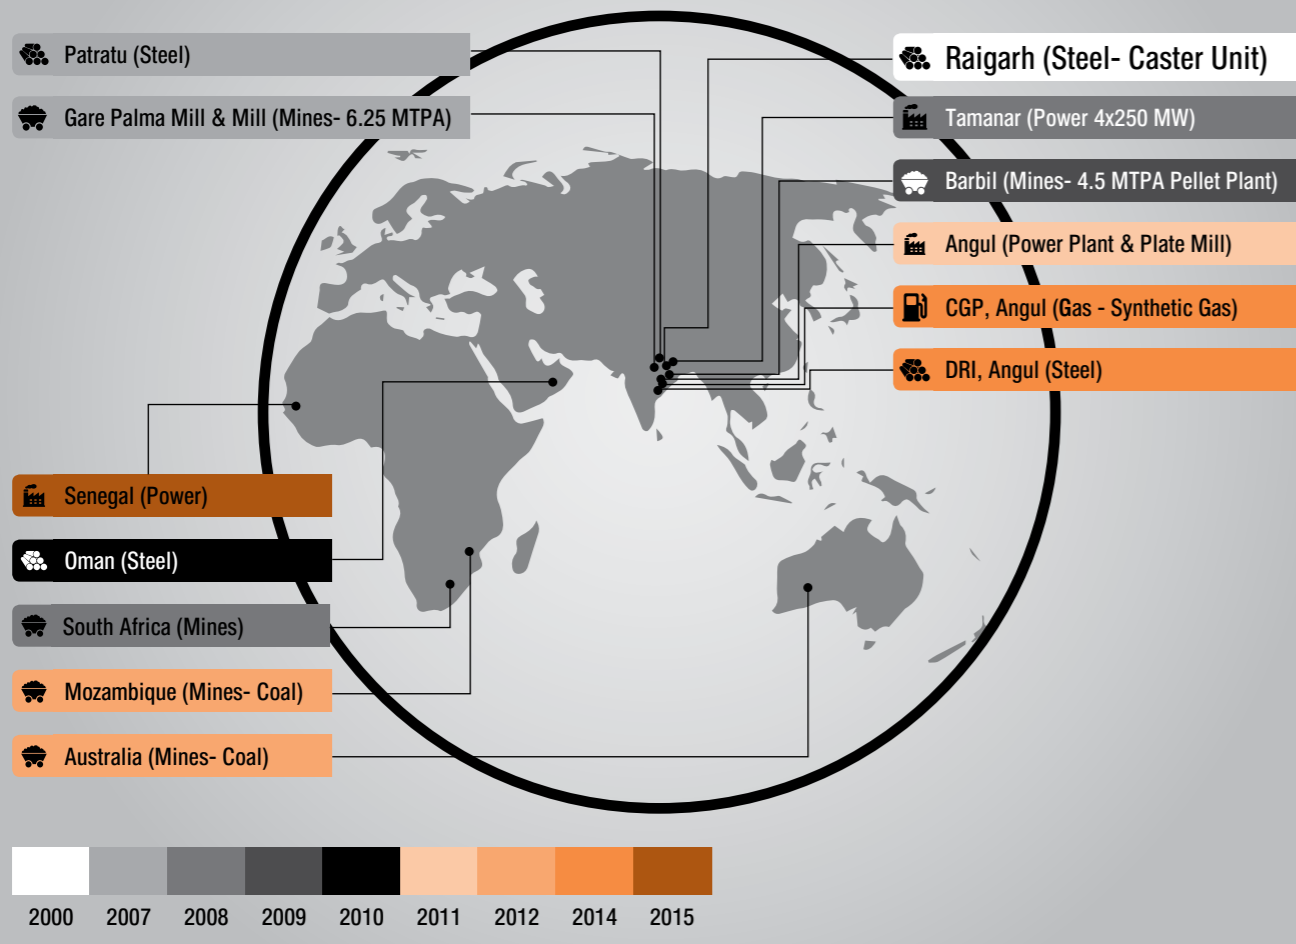 Patratu (Steel)
Gare Palma Mill & Mill (Mines- 6.25 MTPA)
Raigarh (Steel- Caster Unit)
Tamanar (Power 4x250 MW)
Barbil (Mines- 4.5 MTPA Pellet Plant)
Angul (Power Plant & Plate Mill)
CGP, Angul (Gas - Synthetic Gas)
DRI, Angul (Steel)
Senegal (Power)
Oman (Steel)
South Africa (Mines)
Mozambique (Mines- Coal)
Australia (Mines- Coal)
2000 2007 2008 2009 2010 2011 2012 2014 2015